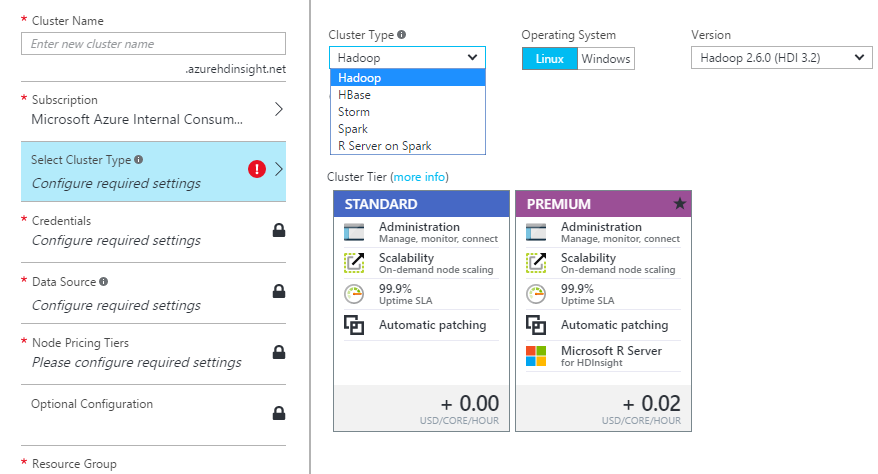 * Cluster Name
Enter new cluster name
.azurehdinsight.net
* Subscription
Microsoft Azure Internal Consum...
Select Cluster Type
Configure required settings
* Credentials
Configure required settings
* Data Source
Configure required settings
* Node Pricing Tiers
Please configure required settings
Optional Configuration
* Resource Group
Cluster Type
Hadoop
Hadoop
HBase
Storm
Spark
R Server on Spark
Operating System
Linux Windows
Version
Hadoop 2.6.0 (HDI 3.2)
Cluster Tier (more info)
STANDARD
Administration
Manage, monitor, connect
Scalability
On-demand node scaling
99.9%
Uptime SLA
Automatic patching
+ 0.00
USD/CORE/HOUR
PREMIUM
Administration
Manage, monitor, connect
Scalability
On-demand node scaling
99.9%
Uptime SLA
Automatic patching
Microsoft R Server
for HDInsight
+ 0.02
USD/CORE/HOUR